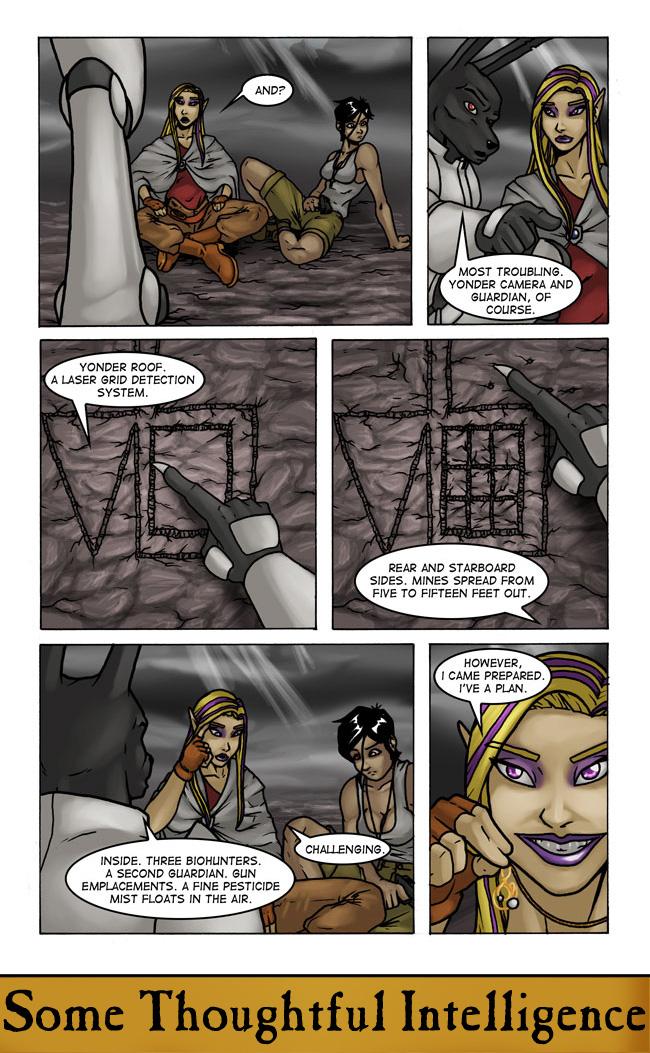 AND?
MOST TROUBLING.
YONDER CAMERA AND
GUARDIAN, OF
COURSE.
YONDER ROOF.
A LASER GRID DETECTION
SYSTEM.
REAR AND STARBOARD
SIDES. MINES SPREAD FROM
FIVE TO FIFTEEN FEET OUT.
INSIDE. THREE BIOHUNTERS.
A SECOND GUARDIAN. GUN
EMPLACEMENTS. A FINE PESTICIDE
MIST FLOATS IN THE AIR.
CHALLENGING.
HOWEVER,
I CAME PREPARED.
I'VE A PLAN.
Some Thoughtful Intelligence